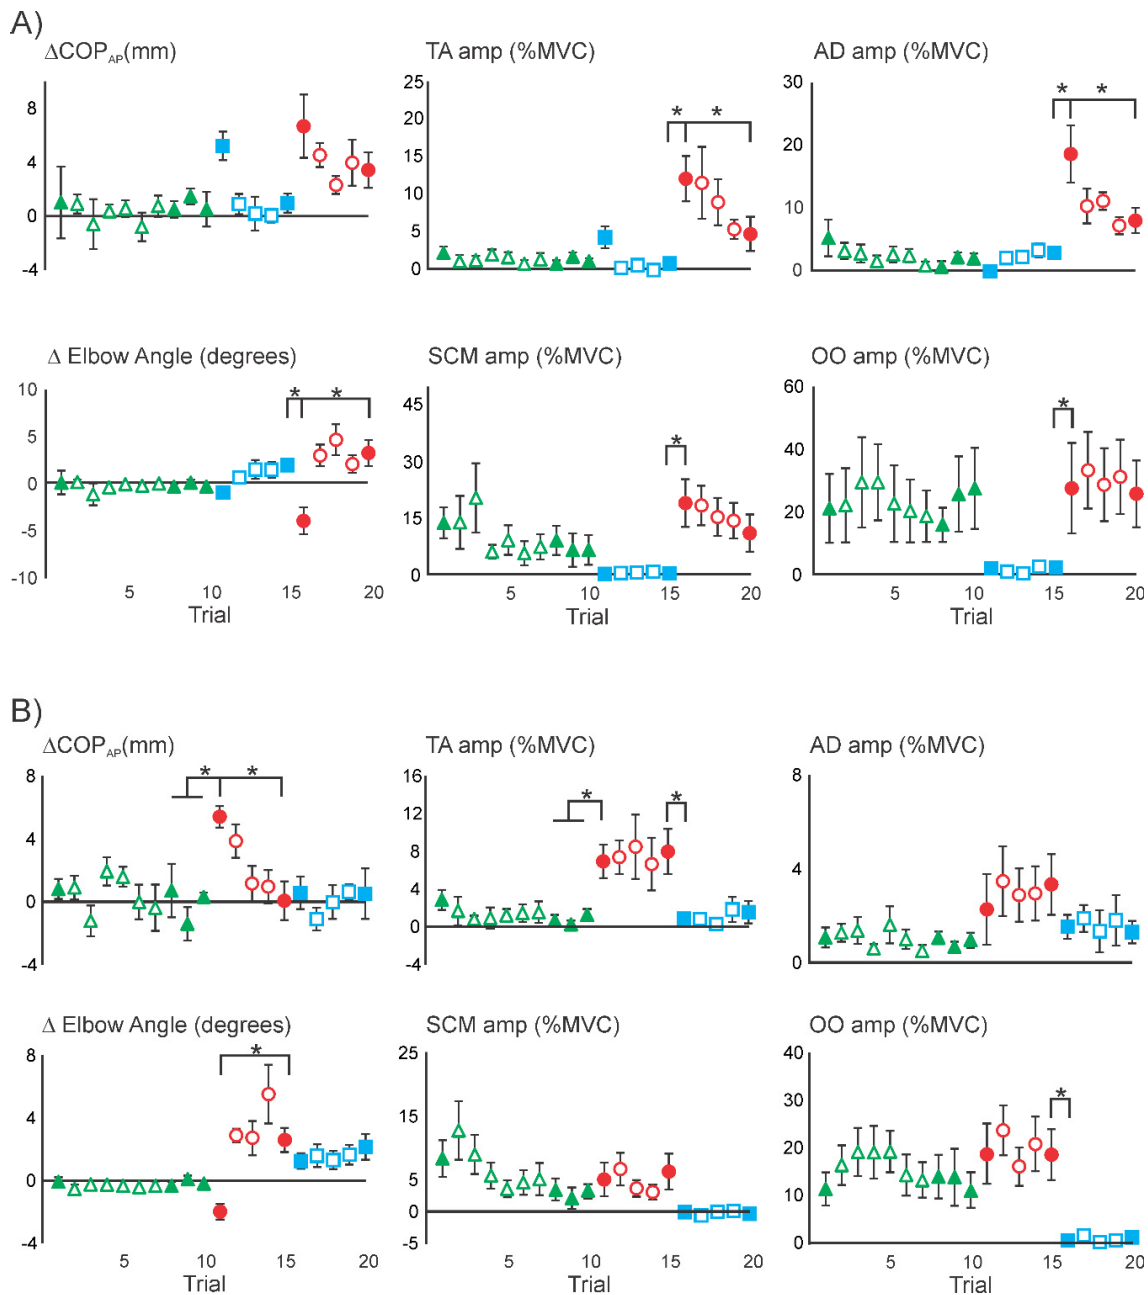 A)
ΔCOPAP(mm)
TA amp (%MVC)
AD amp (%MVC)
8
4
0
-4
25
20
15
10
5
0
* *
30
20
10
0
* *
Δ Elbow Angle (degrees)
SCM amp (%MVC)
OO amp (%MVC)
10
5
0
-5
-10
* *
5 10 15 20
Trial
45
30
15
0
*
5 10 15 20
Trial
60
40
20
0
*
5 10 15 20
Trial
B)
ΔCOPAP(mm)
TA amp (%MVC)
AD amp (%MVC)
8
4
0
-4
* *
16
12
8
4
0
-4
* *
8
4
0
Δ Elbow Angle (degrees)
SCM amp (%MVC)
OO amp (%MVC)
8
4
0
-4
*
5 10 15 20
Trial
25
15
5
0
-5
5 10 15 20
Trial
40
30
20
10
0
*
5 10 15 20
Trial